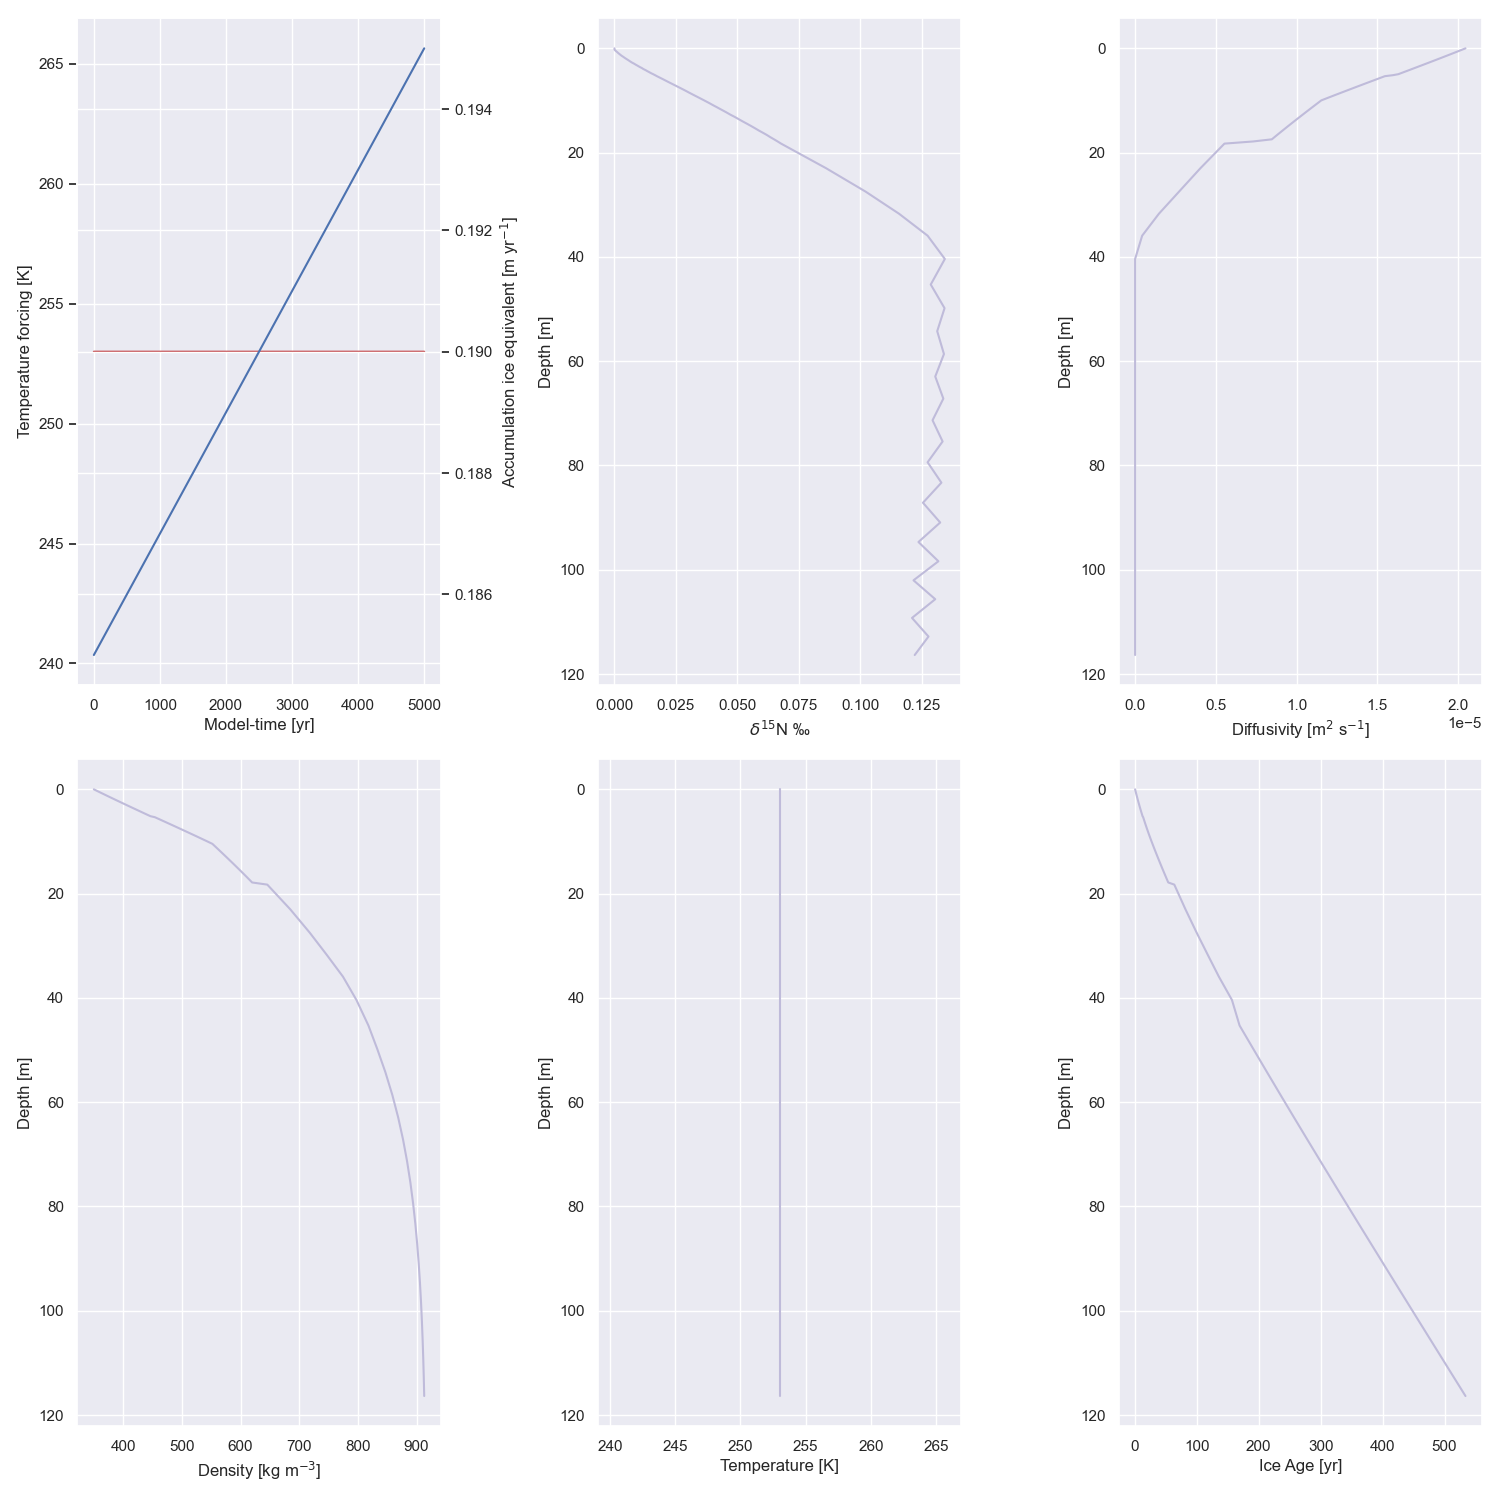 265
260
255
250
245
240
Temperature forcing [K]
0.194
0.192
0.190
0.188
0.186
Accumulation ice equivalent [m yr⁻¹]
0 1000 2000 3000 4000 5000
Model-time [yr]
0
20
40
60
80
100
120
Depth [m]
0.000 0.025 0.050 0.075 0.100 0.125
δ¹⁵N ‰
0
20
40
60
80
100
120
Depth [m]
0.0 0.5 1.0 1.5 2.0
1e−5
Diffusivity [m² s⁻¹]
0
20
40
60
80
100
120
Depth [m]
400 500 600 700 800 900
Density [kg m⁻³]
0
20
40
60
80
100
120
Depth [m]
240 245 250 255 260 265
Temperature [K]
0
20
40
60
80
100
120
Depth [m]
0 100 200 300 400 500
Ice Age [yr]